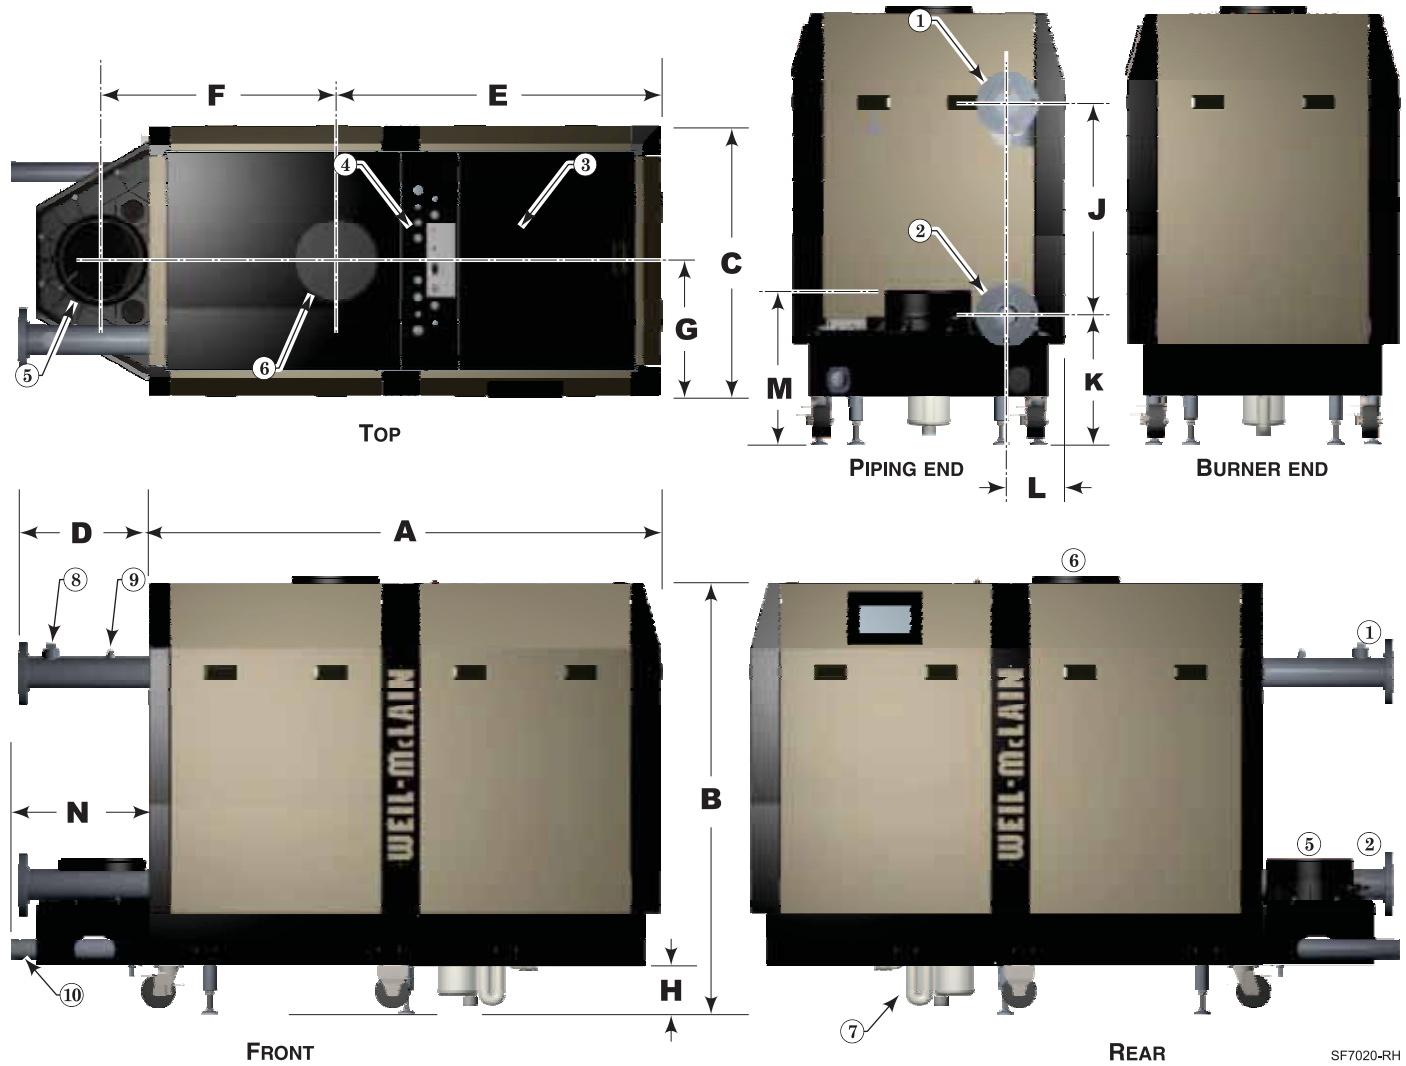 1
F
E
4
3
C
J
2
G
5
6
M
K
TOP
PIPING END
BURNER END
L
D
A
6
8
9
1
WEIL-McLAIN
WEIL-McLAIN
B
N
5
2
H
10
7
FRONT
REAR
SF7020-RH